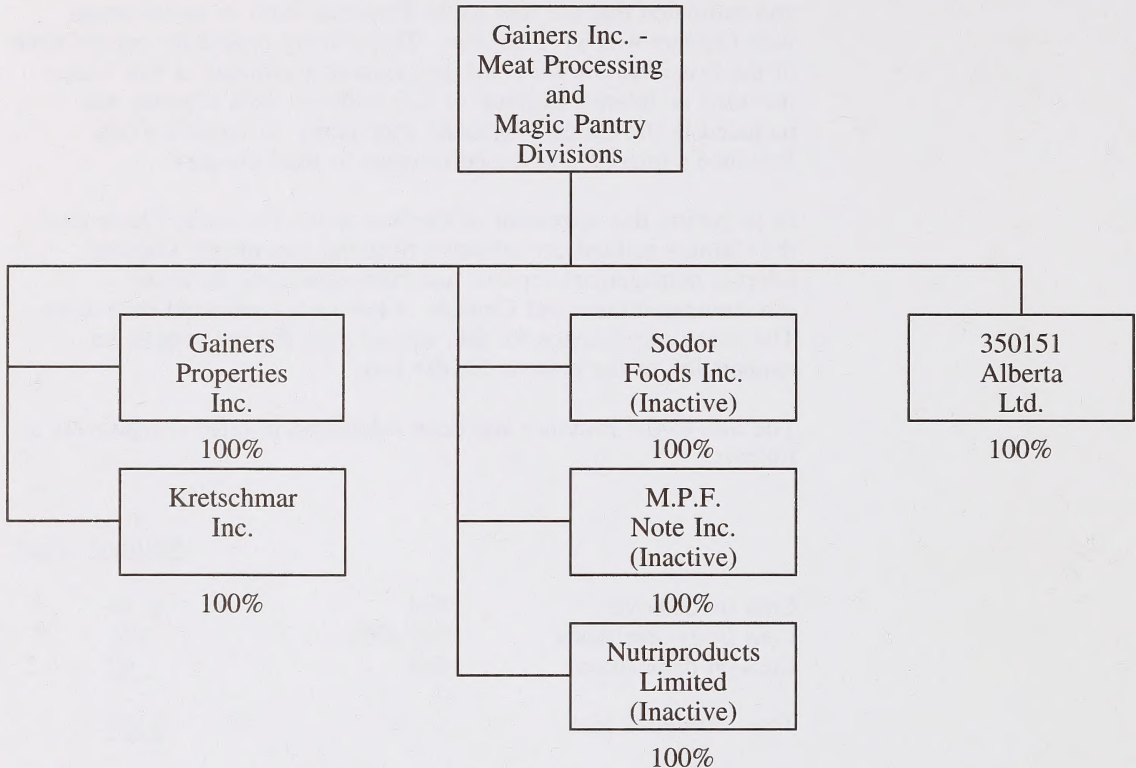 Gainers Inc. -
Meat Processing
and
Magic Pantry
Divisions
Gainers
Properties
Inc.
100%
Kretschmar
Inc.
100%
Sodor
Foods Inc.
(Inactive)
100%
M.P.F.
Note Inc.
(Inactive)
100%
Nutriproducts
Limited
(Inactive)
100%
350151
Alberta
Ltd.
100%